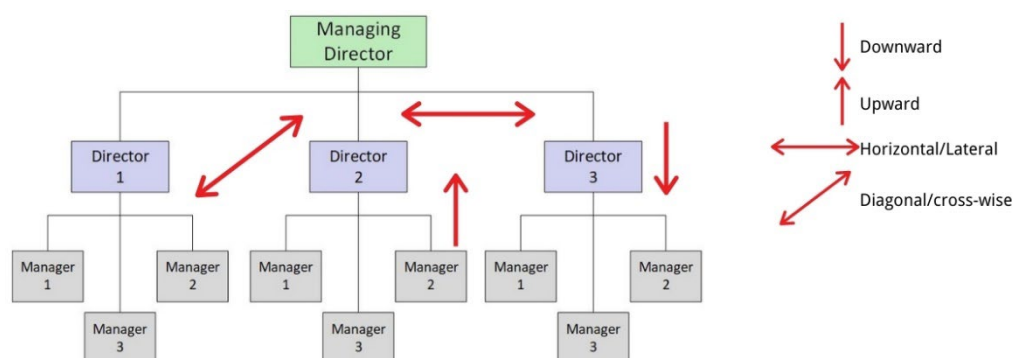 Managing
Director
Downward
Upward
Director
1
Director
2
Director
3
Horizontal/Lateral
Diagonal/cross-wise
Manager
1
Manager
2
Manager
1
Manager
2
Manager
1
Manager
2
Manager
3
Manager
3
Manager
3